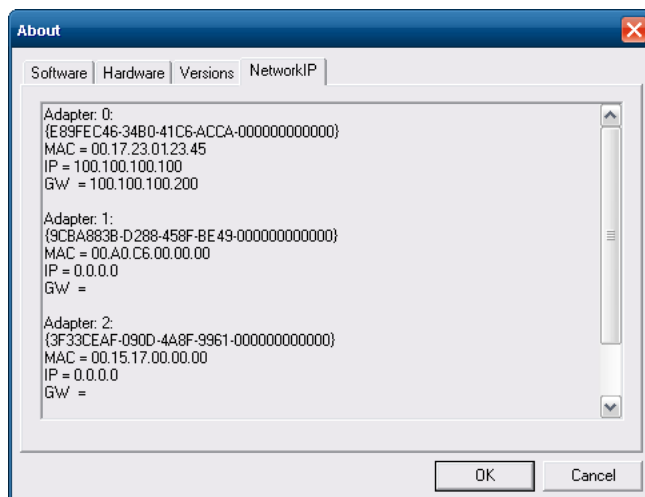 About
Software
Hardware
Versions
NetworkIP
Adapter: 0:
{E89FEC46-34B0-41C6-ACCA-000000000000}
MAC = 00.17.23.01.23.45
IP = 100.100.100.100
GW = 100.100.100.200
Adapter: 1:
{9CBA883B-D288-458F-BE49-000000000000}
MAC = 00.A0.C6.00.00.00
IP = 0.0.0.0
GW =
Adapter: 2:
{3F33CEAF-090D-4A8F-9961-000000000000}
MAC = 00.15.17.00.00.00
IP = 0.0.0.0
GW =
OK
Cancel